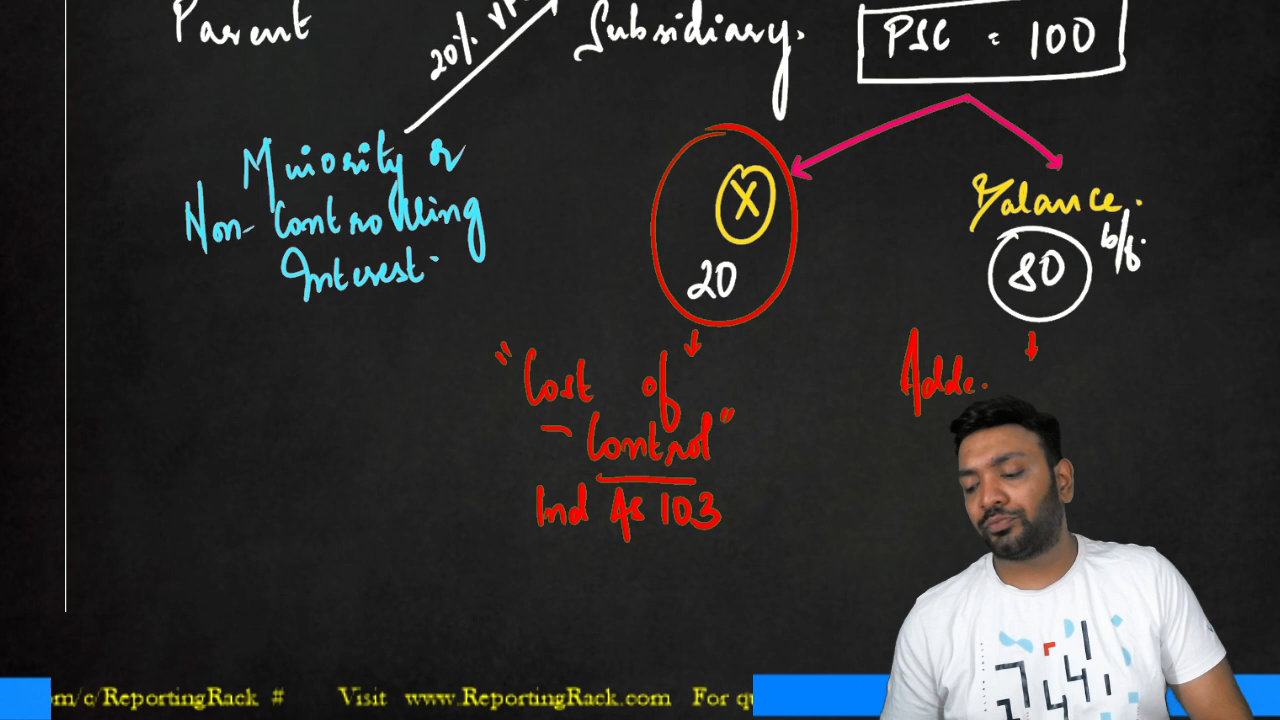 Parent
20%
Subsidiary.
PSC = 100
Minority or
Non-Controlling
Interest.
X
20
Balance.
80 b/f.
"Cost of
Control"
Ind As 103
Adde.
om/c/ReportingRack # Visit www.ReportingRack.com For qu